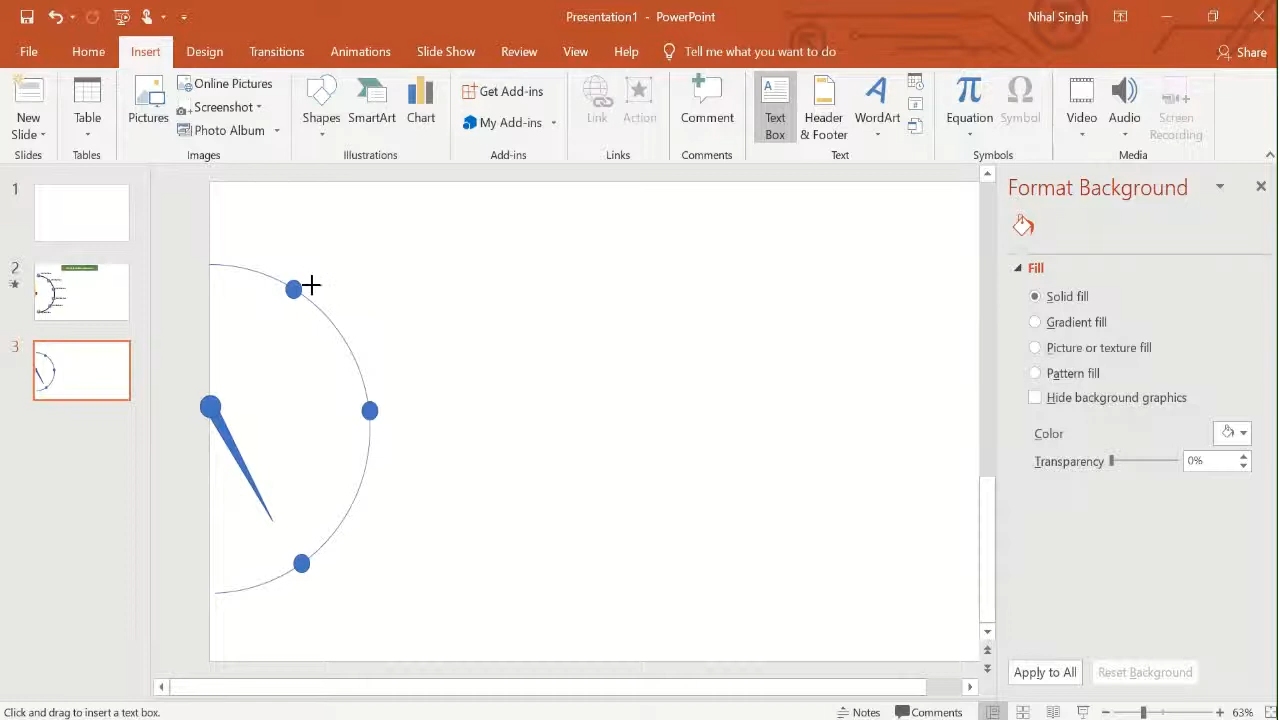 Presentation1 - PowerPoint
Nihal Singh
File Home Insert Design Transitions Animations Slide Show Review View Help Tell me what you want to do Share
New Slide
Slides
Table
Tables
Pictures
Online Pictures
Screenshot
Photo Album
Images
Shapes
SmartArt
Chart
Illustrations
Get Add-ins
My Add-ins
Add-ins
Link
Action
Links
Comment
Comments
Text Box
Header & Footer
WordArt
Text
Equation
Symbol
Symbols
Video
Audio
Screen Recording
Media
1
2
3
Format Background
Fill
Solid fill
Gradient fill
Picture or texture fill
Pattern fill
Hide background graphics
Color
Transparency
0%
Apply to All
Reset Background
Click and drag to insert a text box.
Notes
Comments
63%